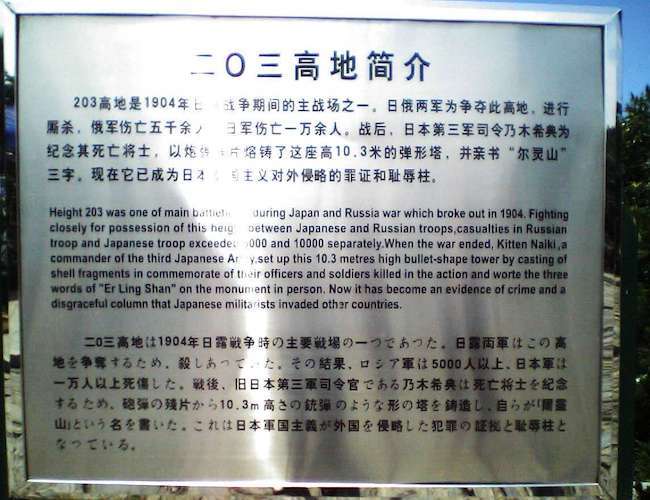 二〇三高地简介
203高地是1904年日 战争期间的主战场之一。日俄两军为争夺此高地，进行
厮杀，俄军伤亡五千余人 日军伤亡一万余人。战后，日本第三军司令乃木希典为
纪念其死亡将士，以炮弹 片熔铸了这座高10.3米的弹形塔，并亲书“尔灵山”
三字。现在它已成为日本 国主义对外侵略的罪证和耻辱柱。
Height 203 was one of main during Japan and Russia war which broke out in 1904. Fighting
closely for possession of this heigh between Japanese and Russian troops,casualties in Russian
troop and Japanese troop exceeded 5000 and 10000 separately.When the war ended, Kitten Naiki,a
commander of the third Japanese Army,set up this 10.3 metres high bullet-shape tower by casting of
shell fragments in commemorate of their officers and soldiers killed in the action and worte the three
words of "Er Ling Shan" on the monument in person. Now it has become an evidence of crime and a
disgraceful column that Japanese militarists invaded other countries.
二〇三高地は1904年日露戦争時の主要戦場の一つであつた。日露両軍はこの高
地を争奪するため、殺しあつていた。その結果、ロシア軍は5000人以上、日本軍は
一万人以上死傷した。戦後、旧日本第三軍司令官である乃木希典は死亡将士を紀念
するため、砲弾の残片から10.3m高さの銃弾のような形の塔を鋳造し、自らが「爾霊
山」という名を書いた。これは日本軍国主義が外国を侵略した犯罪の証拠と恥辱柱と
なつている。